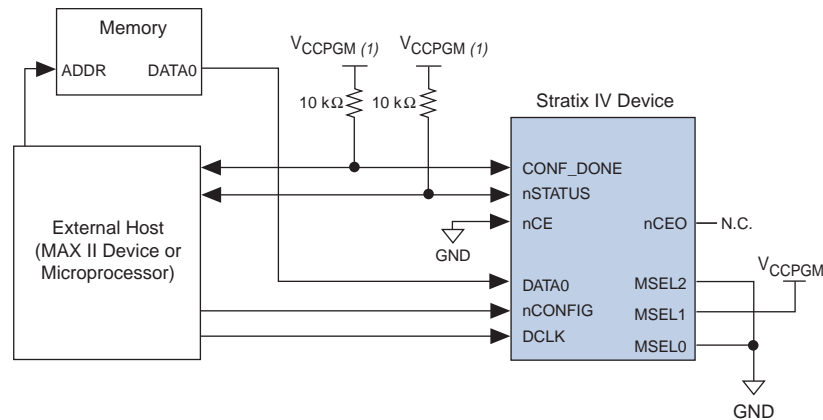 Memory
ADDR DATA0
VCCPGM (1) VCCPGM (1)
10 kΩ 10 kΩ
Stratix IV Device
CONF_DONE
nSTATUS
nCE nCEO N.C.
GND
External Host
(MAX II Device or
Microprocessor)
VCCPGM
DATA0 MSEL2
nCONFIG MSEL1
DCLK MSEL0
GND